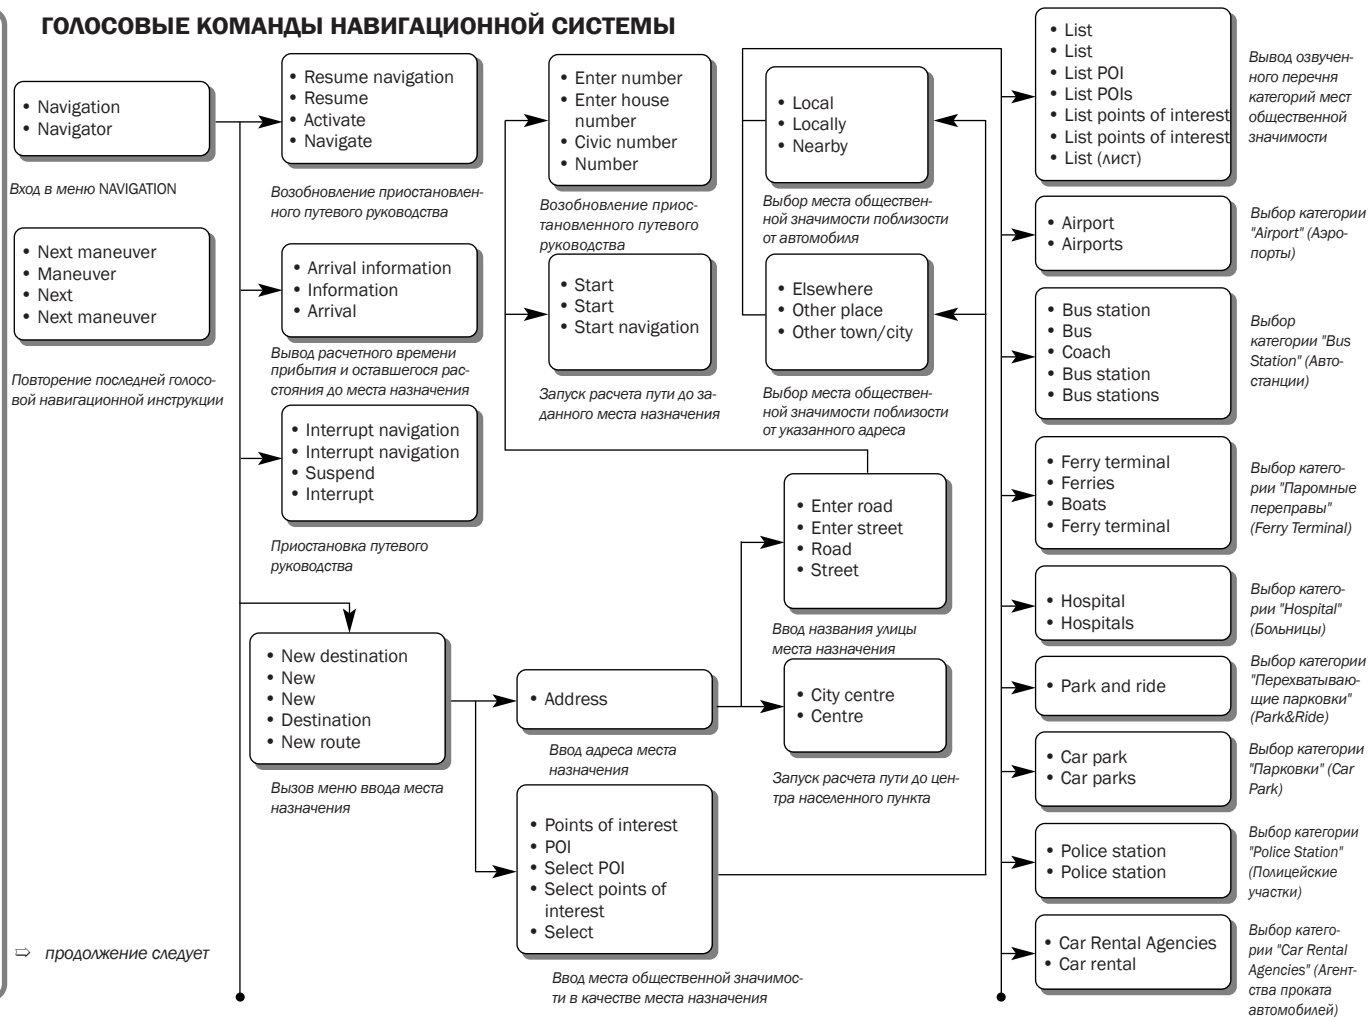 ГОЛОСОВЫЕ КОМАНДЫ НАВИГАЦИОННОЙ СИСТЕМЫ
• Navigation
• Navigator
Вход в меню NAVIGATION
• Next maneuver
• Maneuver
• Next
• Next maneuver
Повторение последней голосо-
вой навигационной инструкции
⇨ продолжение следует
• Resume navigation
• Resume
• Activate
• Navigate
Возобновление приостановлен-
ного путевого руководства
• Arrival information
• Information
• Arrival
Вывод расчетного времени
прибытия и оставшегося рас-
стояния до места назначения
• Interrupt navigation
• Interrupt navigation
• Suspend
• Interrupt
Приостановка путевого
руководства
• New destination
• New
• New
• Destination
• New route
Вызов меню ввода места
назначения
• Enter number
• Enter house
number
• Civic number
• Number
Возобновление приос-
тановленного путевого
руководства
• Start
• Start
• Start navigation
Запуск расчета пути до за-
данного места назначения
• Address
Ввод адреса места
назначения
• Points of interest
• POI
• Select POI
• Select points of
interest
• Select
Ввод места общественной значимос-
ти в качестве места назначения
• Local
• Locally
• Nearby
Выбор места обществен-
ной значимости поблизости
от автомобиля
• Elsewhere
• Other place
• Other town/city
Выбор места обществен-
ной значимости поблизости
от указанного адреса
• Enter road
• Enter street
• Road
• Street
Ввод названия улицы
места назначения
• City centre
• Centre
Запуск расчета пути до цен-
тра населенного пункта
• List
• List
• List POI
• List POIs
• List points of interest
• List points of interest
• List (лист)
Вывод озвучен-
ного перечня
категорий мест
общественной
значимости
• Airport
• Airports
Выбор категории
"Airport" (Аэро-
порты)
• Bus station
• Bus
• Coach
• Bus station
• Bus stations
Выбор
категории "Bus
Station" (Авто-
станции)
• Ferry terminal
• Ferries
• Boats
• Ferry terminal
Выбор катего-
рии "Паромные
переправы"
(Ferry Terminal)
• Hospital
• Hospitals
Выбор катего-
рии "Hospital"
(Больницы)
• Park and ride
Выбор категории
"Перехватываю-
щие парковки"
(Park&Ride)
• Car park
• Car parks
Выбор категории
"Парковки" (Car
Park)
• Police station
• Police station
Выбор категории
"Police Station"
(Полицейские
участки)
• Car Rental Agencies
• Car rental
Выбор катего-
рии "Car Rental
Agencies" (Агент-
ства проката
автомобилей)